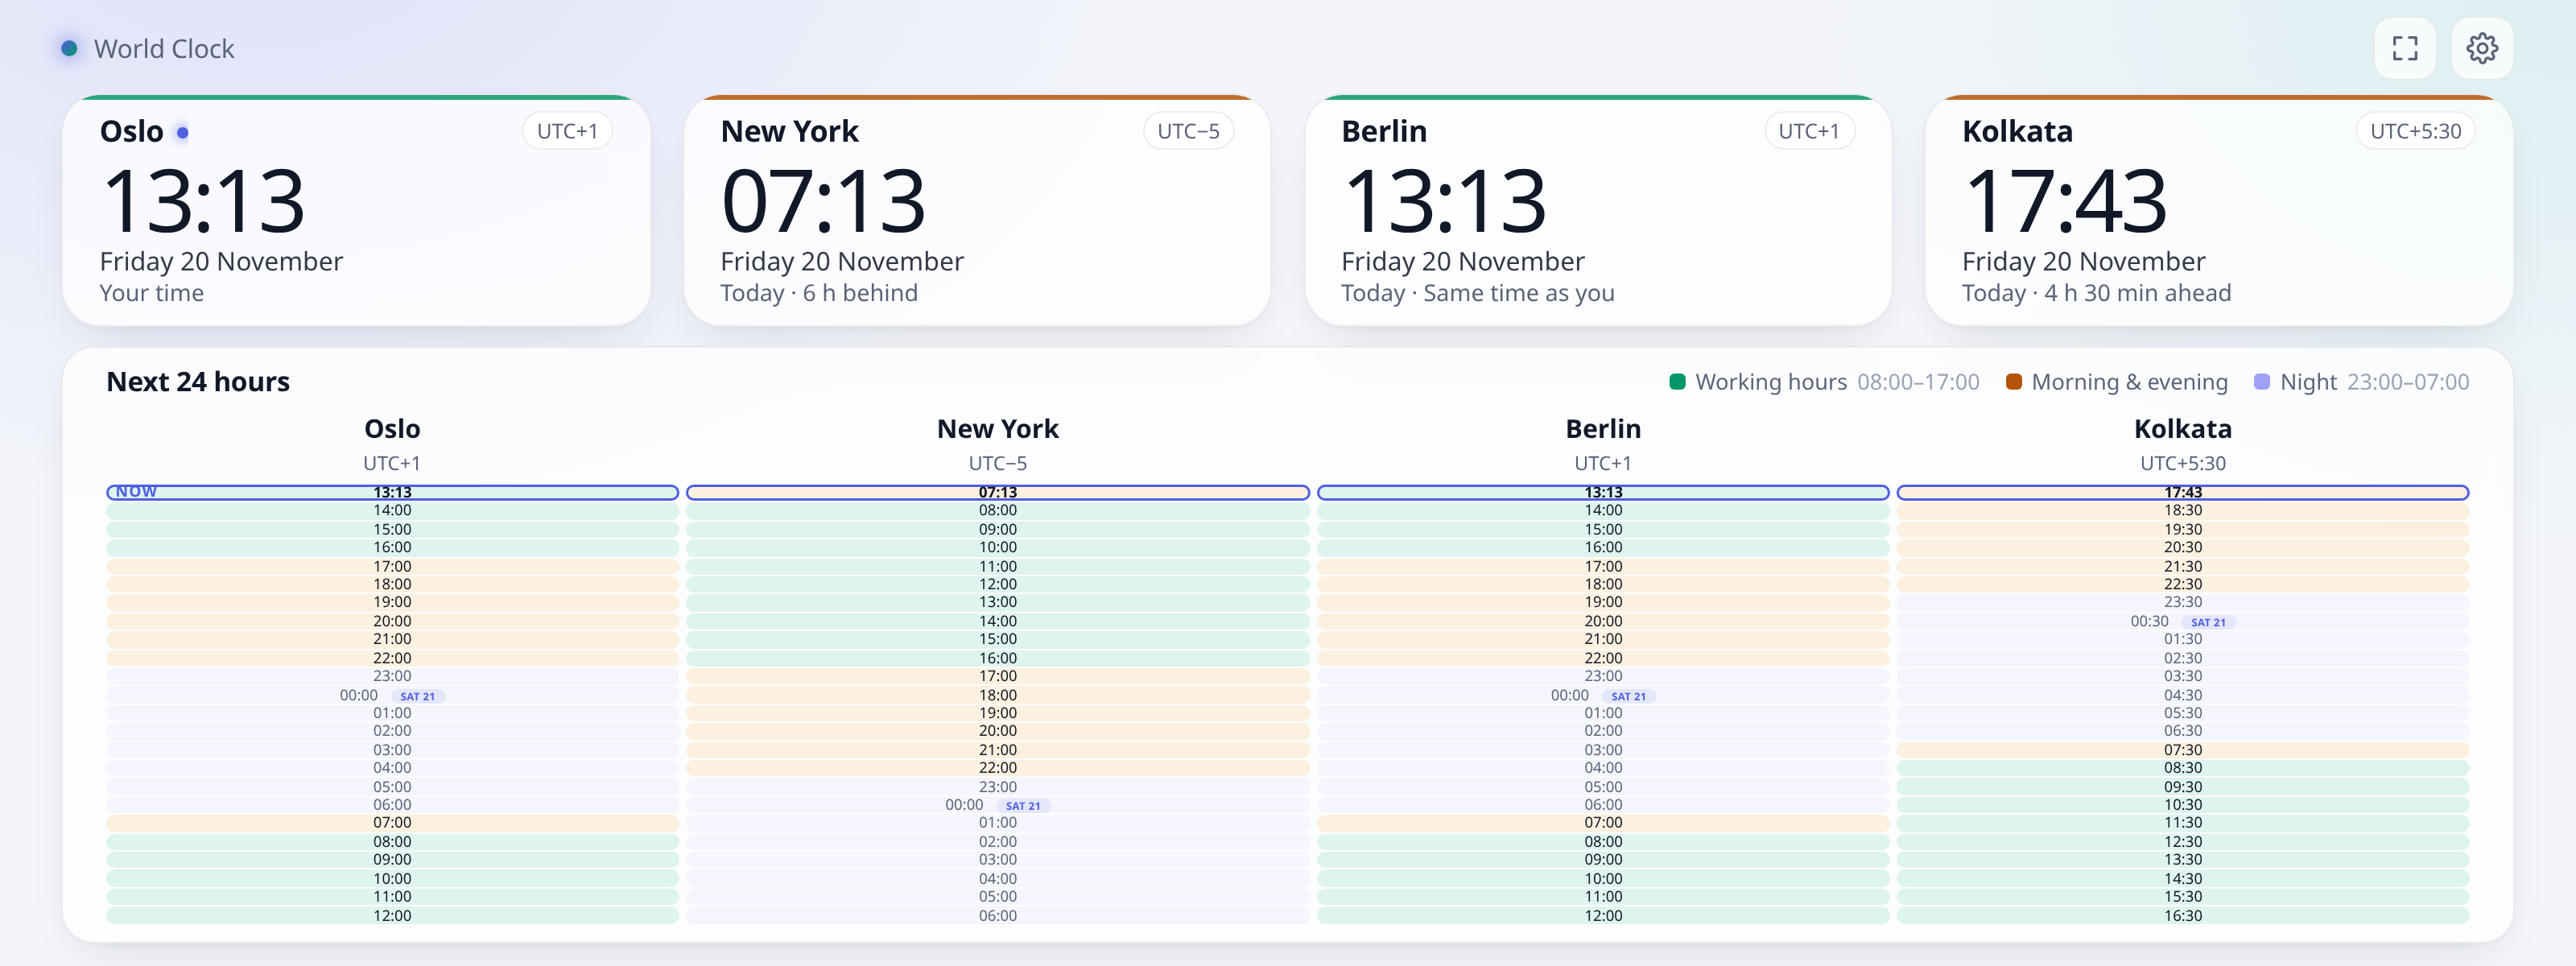 World Clock
Oslo UTC+1
13:13
Friday 20 November
Your time
New York UTC−5
07:13
Friday 20 November
Today · 6 h behind
Berlin UTC+1
13:13
Friday 20 November
Today · Same time as you
Kolkata UTC+5:30
17:43
Friday 20 November
Today · 4 h 30 min ahead
Next 24 hours
Working hours 08:00–17:00 Morning & evening Night 23:00–07:00
Oslo New York Berlin Kolkata
UTC+1 UTC−5 UTC+1 UTC+5:30
NOW 13:13 07:13 13:13 17:43
14:00 08:00 14:00 18:30
15:00 09:00 15:00 19:30
16:00 10:00 16:00 20:30
17:00 11:00 17:00 21:30
18:00 12:00 18:00 22:30
19:00 13:00 19:00 23:30
20:00 14:00 20:00 00:30 SAT 21
21:00 15:00 21:00 01:30
22:00 16:00 22:00 02:30
23:00 17:00 23:00 03:30
00:00 SAT 21 18:00 00:00 SAT 21 04:30
01:00 19:00 01:00 05:30
02:00 20:00 02:00 06:30
03:00 21:00 03:00 07:30
04:00 22:00 04:00 08:30
05:00 23:00 05:00 09:30
06:00 00:00 SAT 21 06:00 10:30
07:00 01:00 07:00 11:30
08:00 02:00 08:00 12:30
09:00 03:00 09:00 13:30
10:00 04:00 10:00 14:30
11:00 05:00 11:00 15:30
12:00 06:00 12:00 16:30